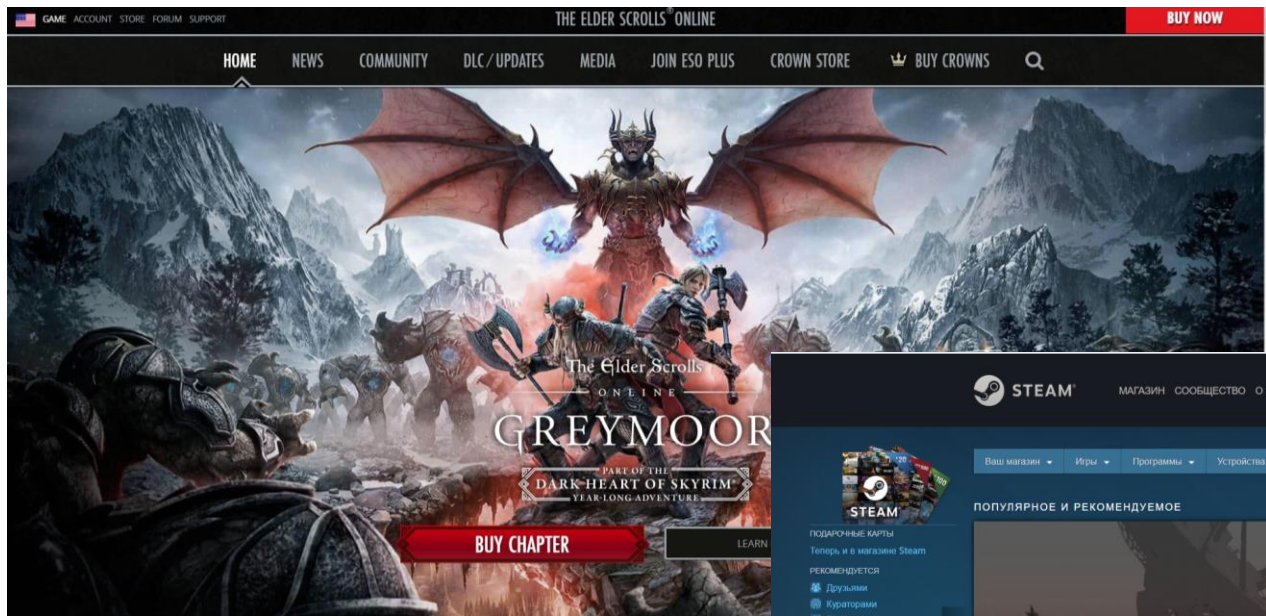 GAME ACCOUNT STORE FORUM SUPPORT
THE ELDER SCROLLS® ONLINE
BUY NOW
HOME NEWS COMMUNITY DLC/UPDATES MEDIA JOIN ESO PLUS CROWN STORE BUY CROWNS
The Elder Scrolls
ONLINE
GREYMOOR
PART OF THE
DARK HEART OF SKYRIM®
YEAR-LONG ADVENTURE
BUY CHAPTER
LEARN
STEAM®
МАГАЗИН СООБЩЕСТВО О
Ваш магазин Игры Программы Устройства
STEAM
ПОПУЛЯРНОЕ И РЕКОМЕНДУЕМОЕ
ПОДАРОЧНЫЕ КАРТЫ
Теперь и в магазине Steam
РЕКОМЕНДУЕТСЯ
Друзьями
Кураторами